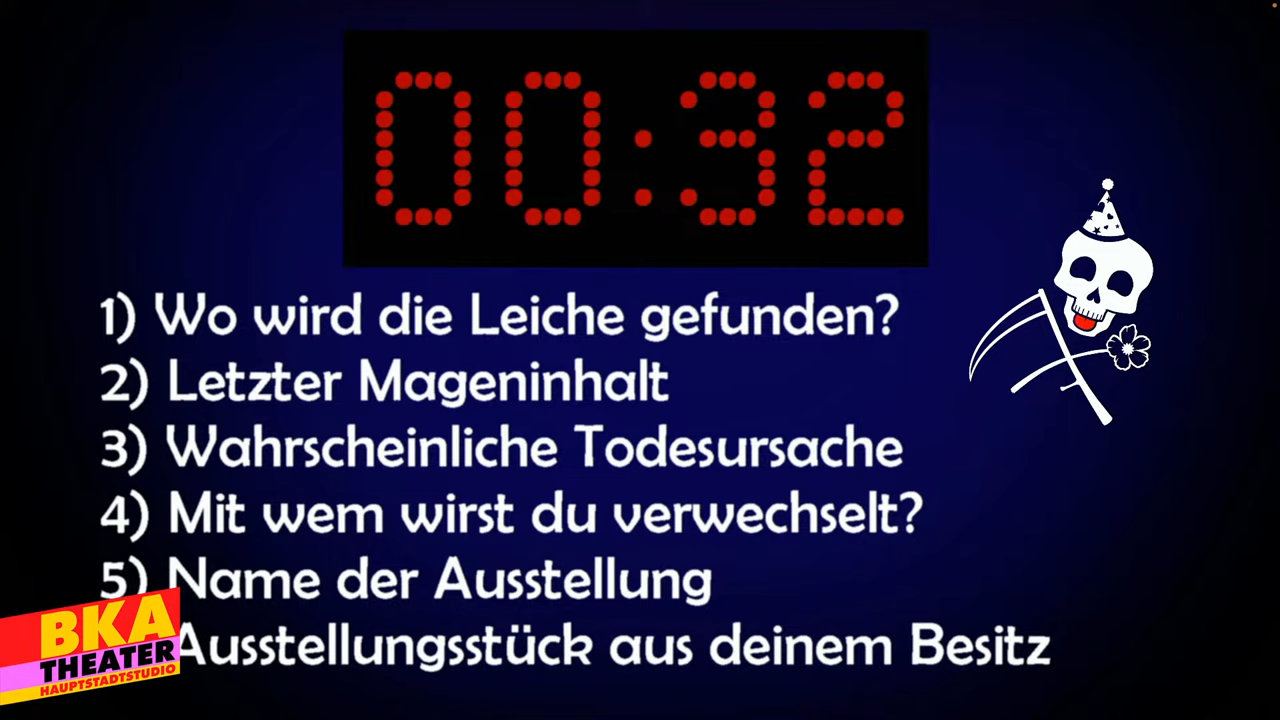 00:32
1) Wo wird die Leiche gefunden?
2) Letzter Mageninhalt
3) Wahrscheinliche Todesursache
4) Mit wem wirst du verwechselt?
5) Name der Ausstellung
Ausstellungsstück aus deinem Besitz
BKA
THEATER
HAUPTSTADTSTUDIO